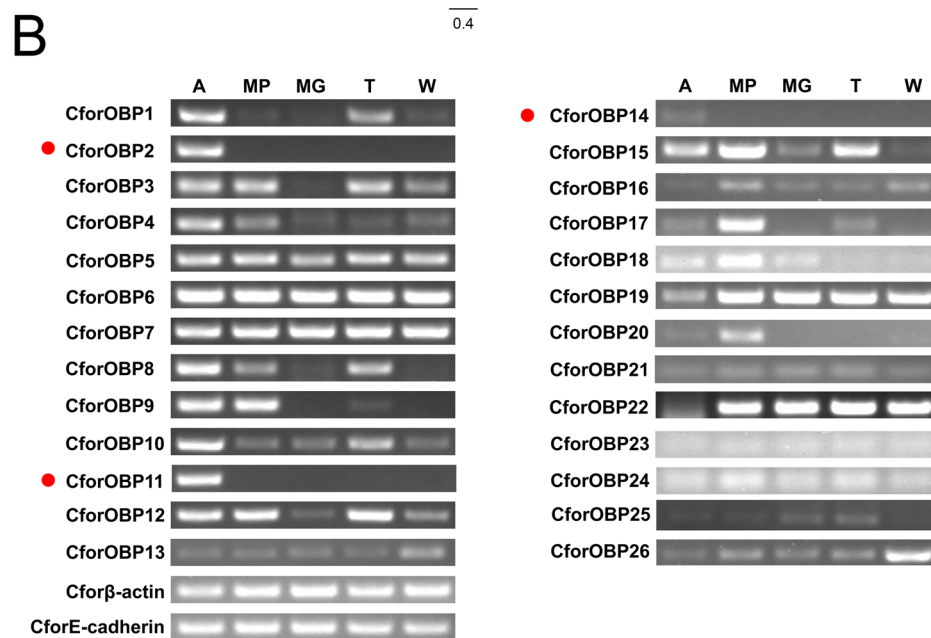 B
0.4
A MP MG T W
CforOBP1
CforOBP2
CforOBP3
CforOBP4
CforOBP5
CforOBP6
CforOBP7
CforOBP8
CforOBP9
CforOBP10
CforOBP11
CforOBP12
CforOBP13
Cforβ-actin
CforE-cadherin
A MP MG T W
CforOBP14
CforOBP15
CforOBP16
CforOBP17
CforOBP18
CforOBP19
CforOBP20
CforOBP21
CforOBP22
CforOBP23
CforOBP24
CforOBP25
CforOBP26